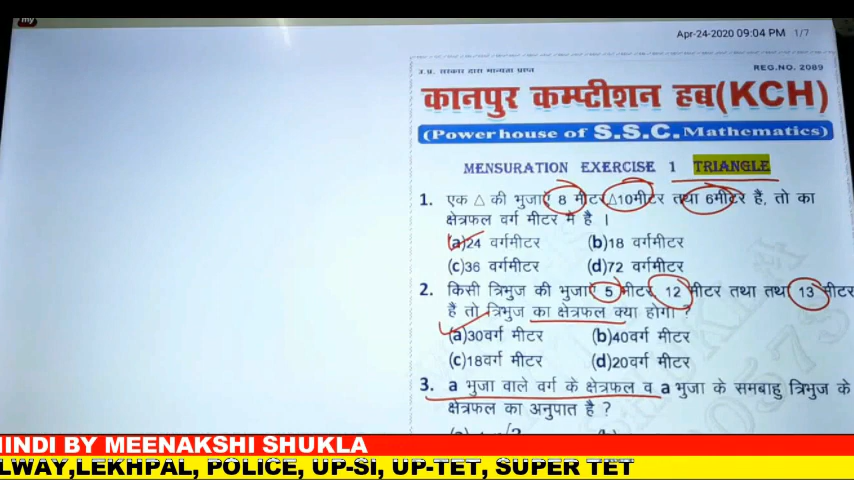 my
Apr-24-2020 09:04 PM 1/7
उ.प्र. सरकार द्वारा मान्यता प्राप्त
REG.NO. 2089
कानपुर कम्प्टीशन हब(KCH)
(Powerhouse of S.S.C. Mathematics)
MENSURATION EXERCISE 1 TRIANGLE
1. एक △ की भुजाएं 8 मीटर △10मीटर तथा 6मीटर है, तो का
क्षेत्रफल वर्ग मीटर मे है ।
(a)24 वर्गमीटर (b)18 वर्गमीटर
(c)36 वर्गमीटर (d)72 वर्गमीटर
2. किसी त्रिभुज की भुजाएं 5 मीटर 12 मीटर तथा तथा 13 मीटर
है तो त्रिभुज का क्षेत्रफल क्या होगा ?
(a)30वर्ग मीटर (b)40वर्ग मीटर
(c)18वर्ग मीटर (d)20वर्ग मीटर
3. a भुजा वाले वर्ग के क्षेत्रफल व a भुजा के समबाहु त्रिभुज के
क्षेत्रफल का अनुपात है ?
HINDI BY MEENAKSHI SHUKLA
LWAY,LEKHPAL, POLICE, UP-SI, UP-TET, SUPER TET